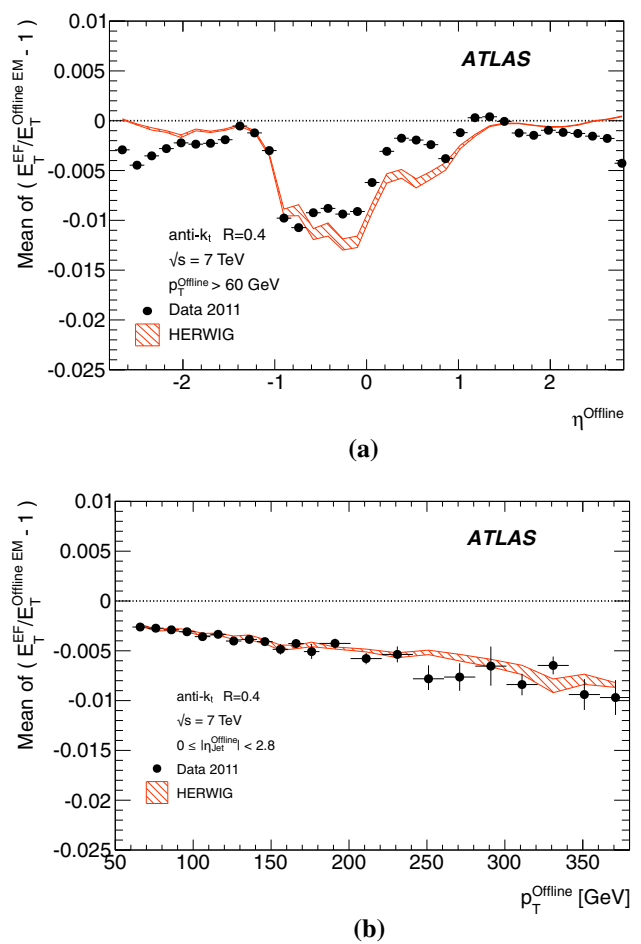 Mean of ( E_T^EF/E_T^Offline EM - 1 )
0.01
0.005
0
-0.005
-0.01
-0.015
-0.02
-0.025
ATLAS
anti-k_t R=0.4
√s = 7 TeV
p_T^Offline > 60 GeV
Data 2011
HERWIG
-2 -1 0 1 2
η^Offline
(a)
Mean of ( E_T^EF/E_T^Offline EM - 1 )
0.01
0.005
0
-0.005
-0.01
-0.015
-0.02
-0.025
ATLAS
anti-k_t R=0.4
√s = 7 TeV
0 ≤ |η_Jet^Offline| < 2.8
Data 2011
HERWIG
50 100 150 200 250 300 350
p_T^Offline [GeV]
(b)